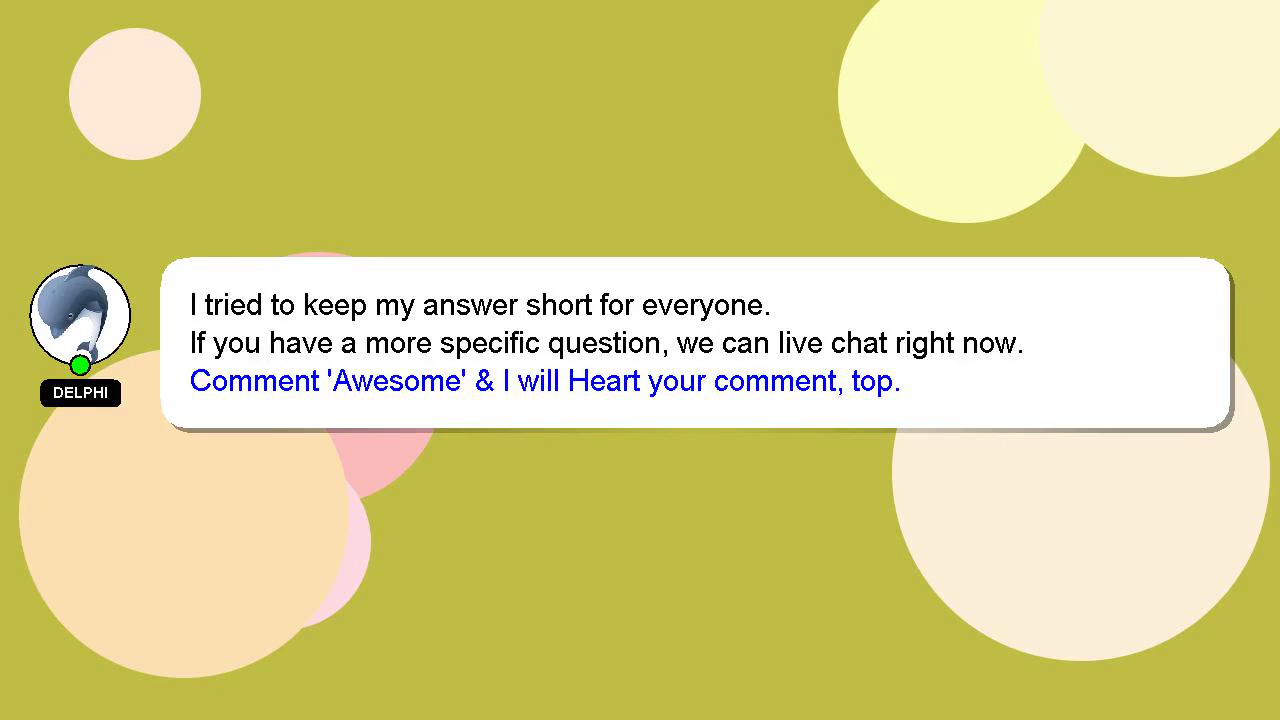 I tried to keep my answer short for everyone.
If you have a more specific question, we can live chat right now.
Comment 'Awesome' & I will Heart your comment, top.
DELPHI